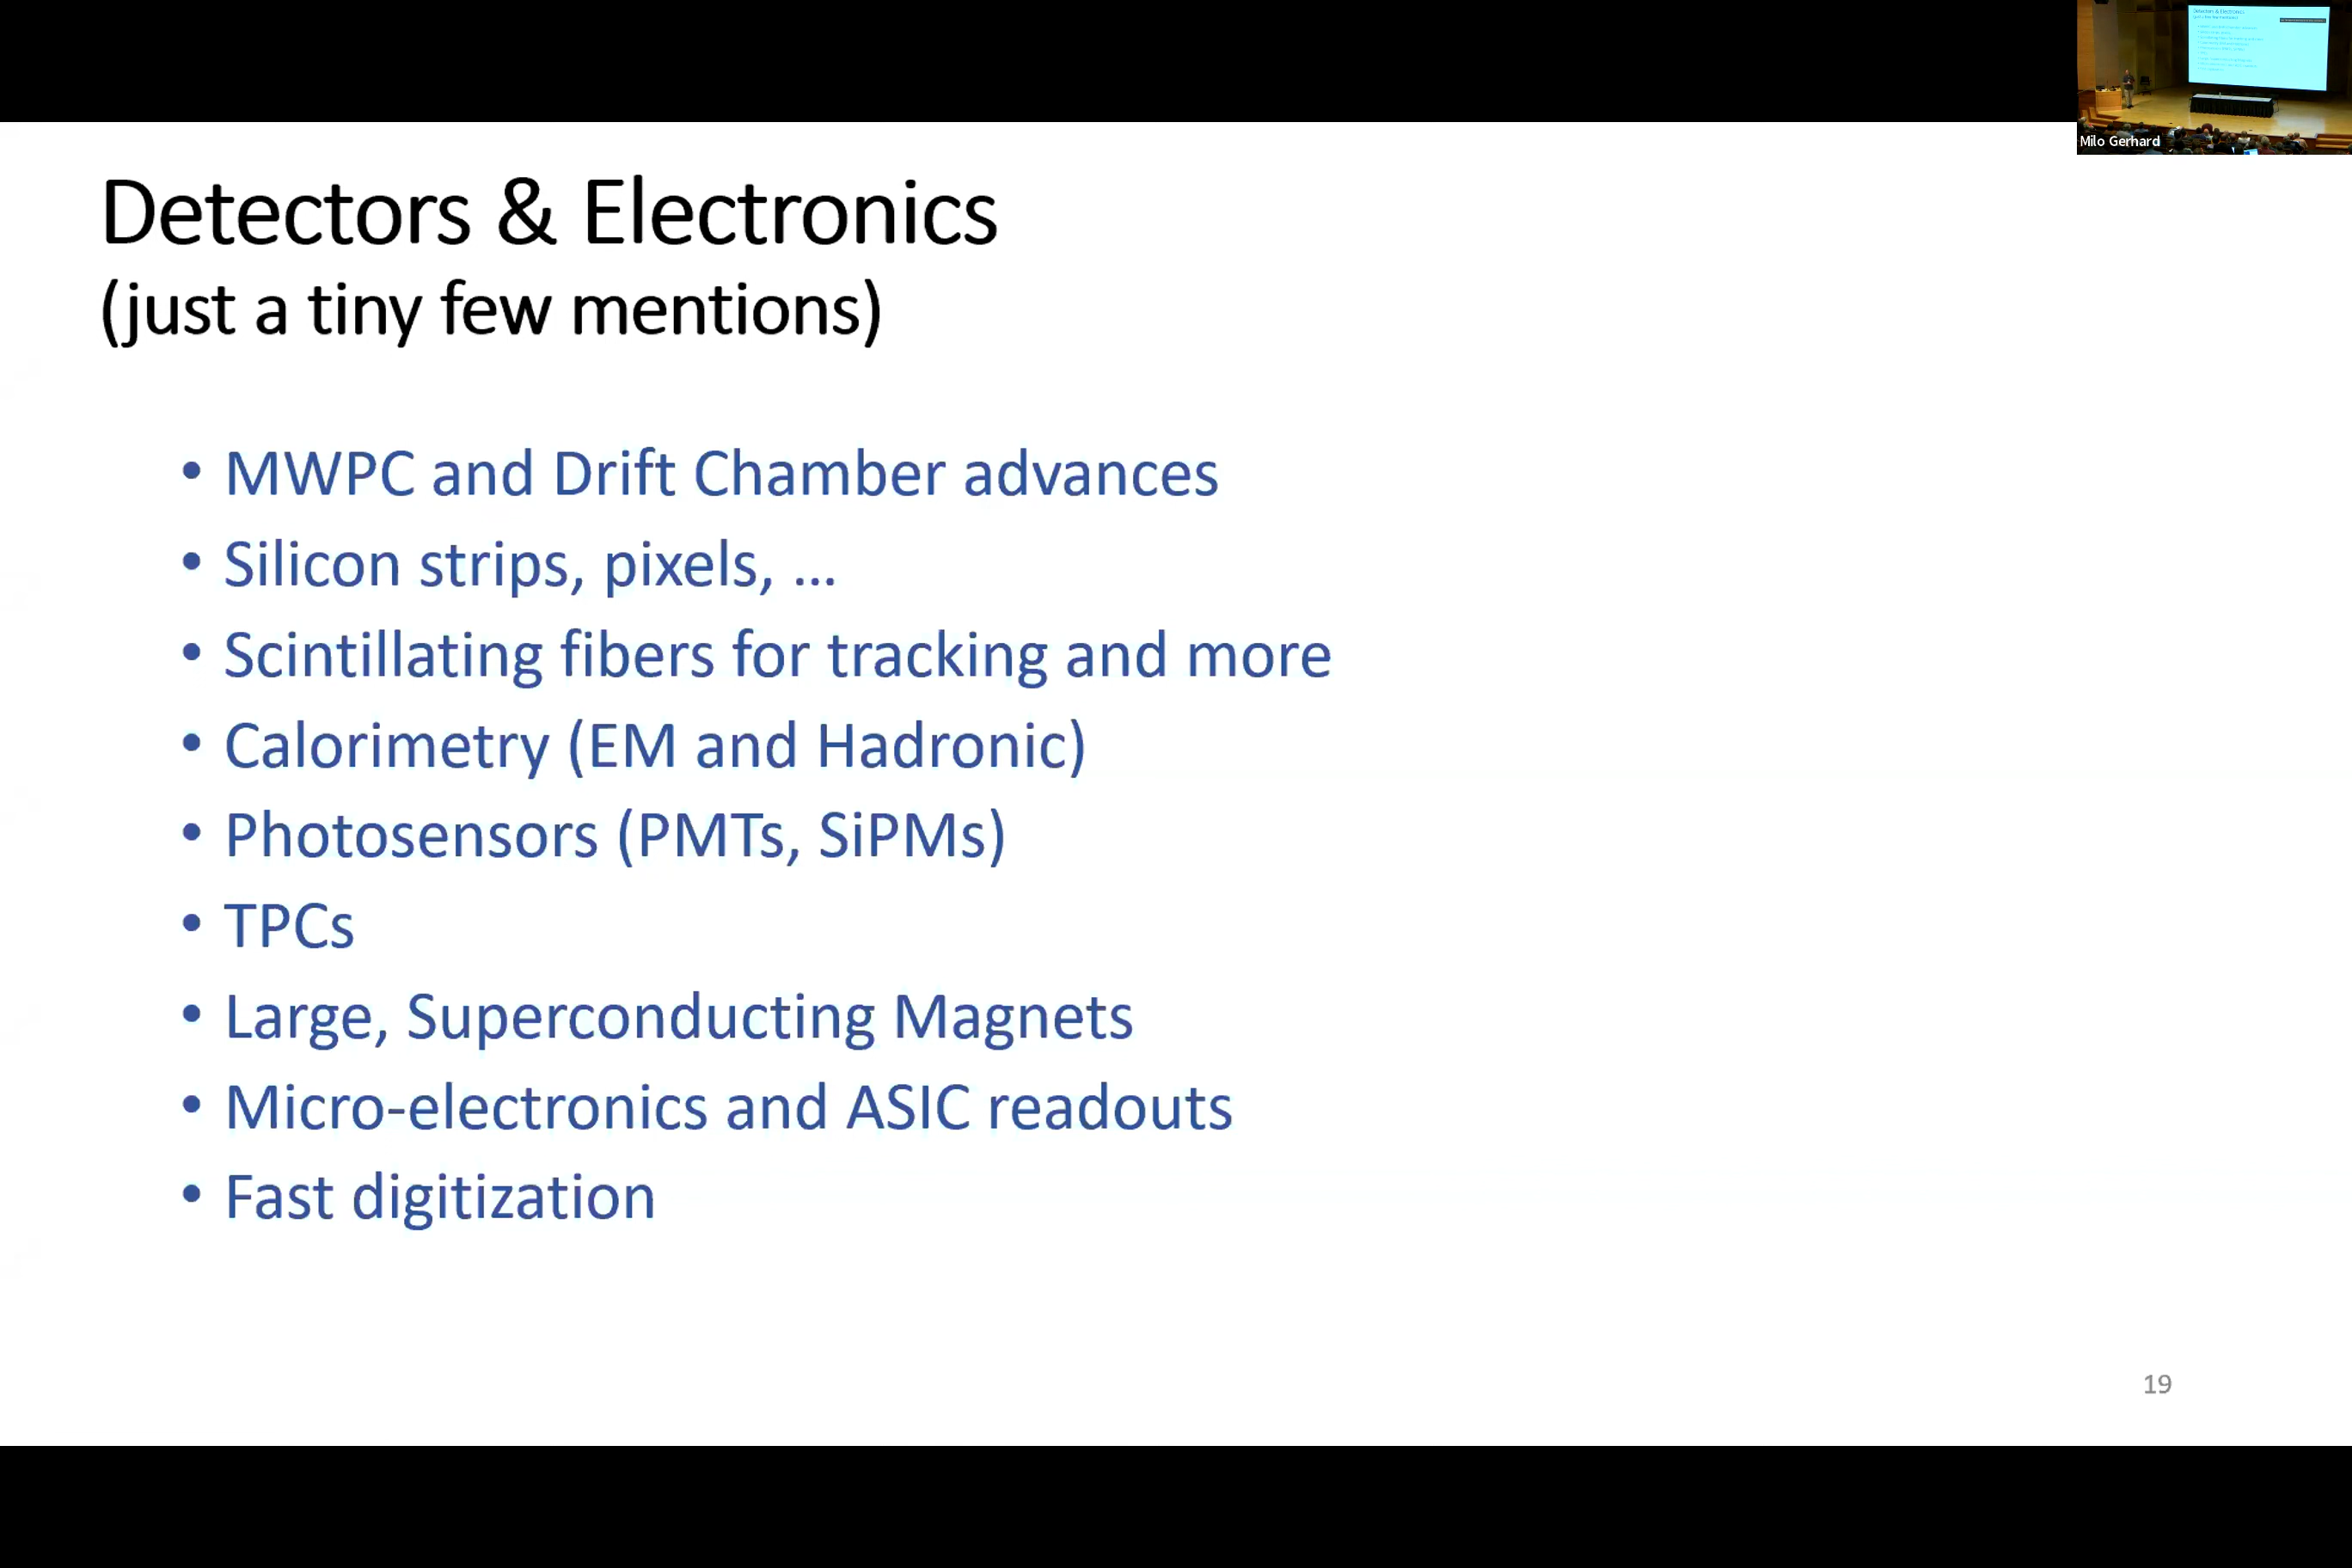 Detectors & Electronics
(just a tiny few mentions)
• MWPC and Drift Chamber advances
• Silicon strips, pixels, ...
• Scintillating fibers for tracking and more
• Calorimetry (EM and Hadronic)
• Photosensors (PMTs, SiPMs)
• TPCs
• Large, Superconducting Magnets
• Micro-electronics and ASIC readouts
• Fast digitization
19
Milo Gerhard